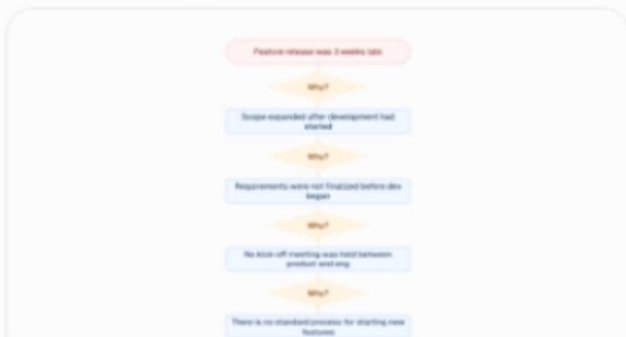 Feature release was 3 weeks late
Why?
Scope expanded after development had
started
Why?
Requirements were not finalized before dev
began
Why?
No kick-off meeting was held between
product and eng
Why?
There is no standard process for starting new
features